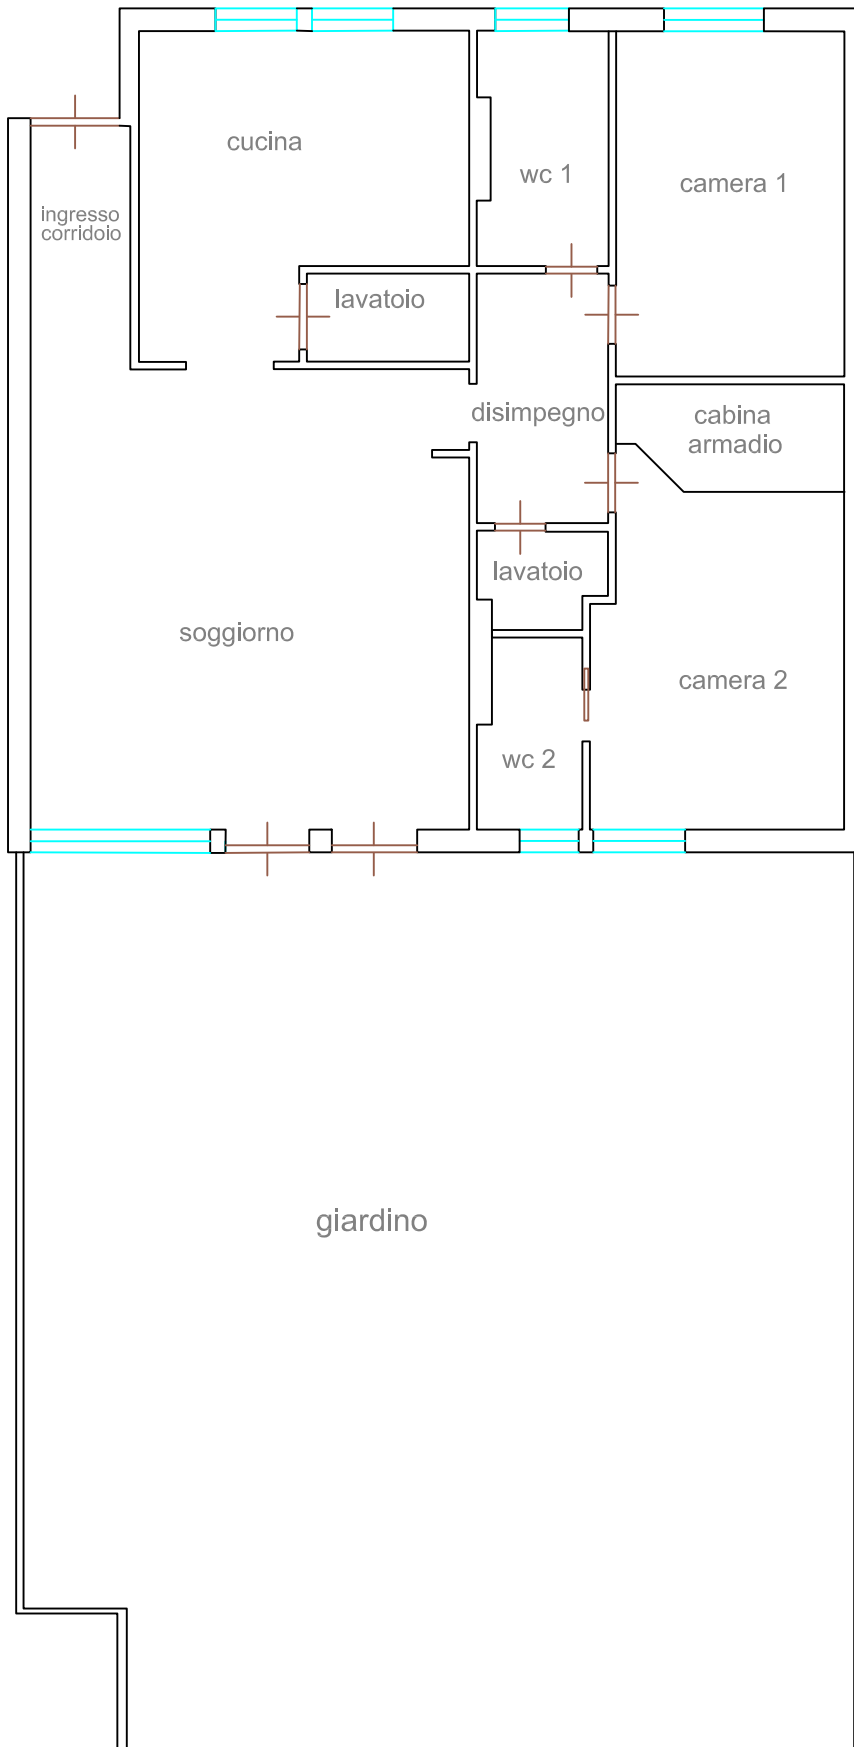 cucina
wc 1
camera 1
ingresso
corridoio
lavatoio
disimpegno
cabina
armadio
lavatoio
soggiorno
camera 2
wc 2
giardino